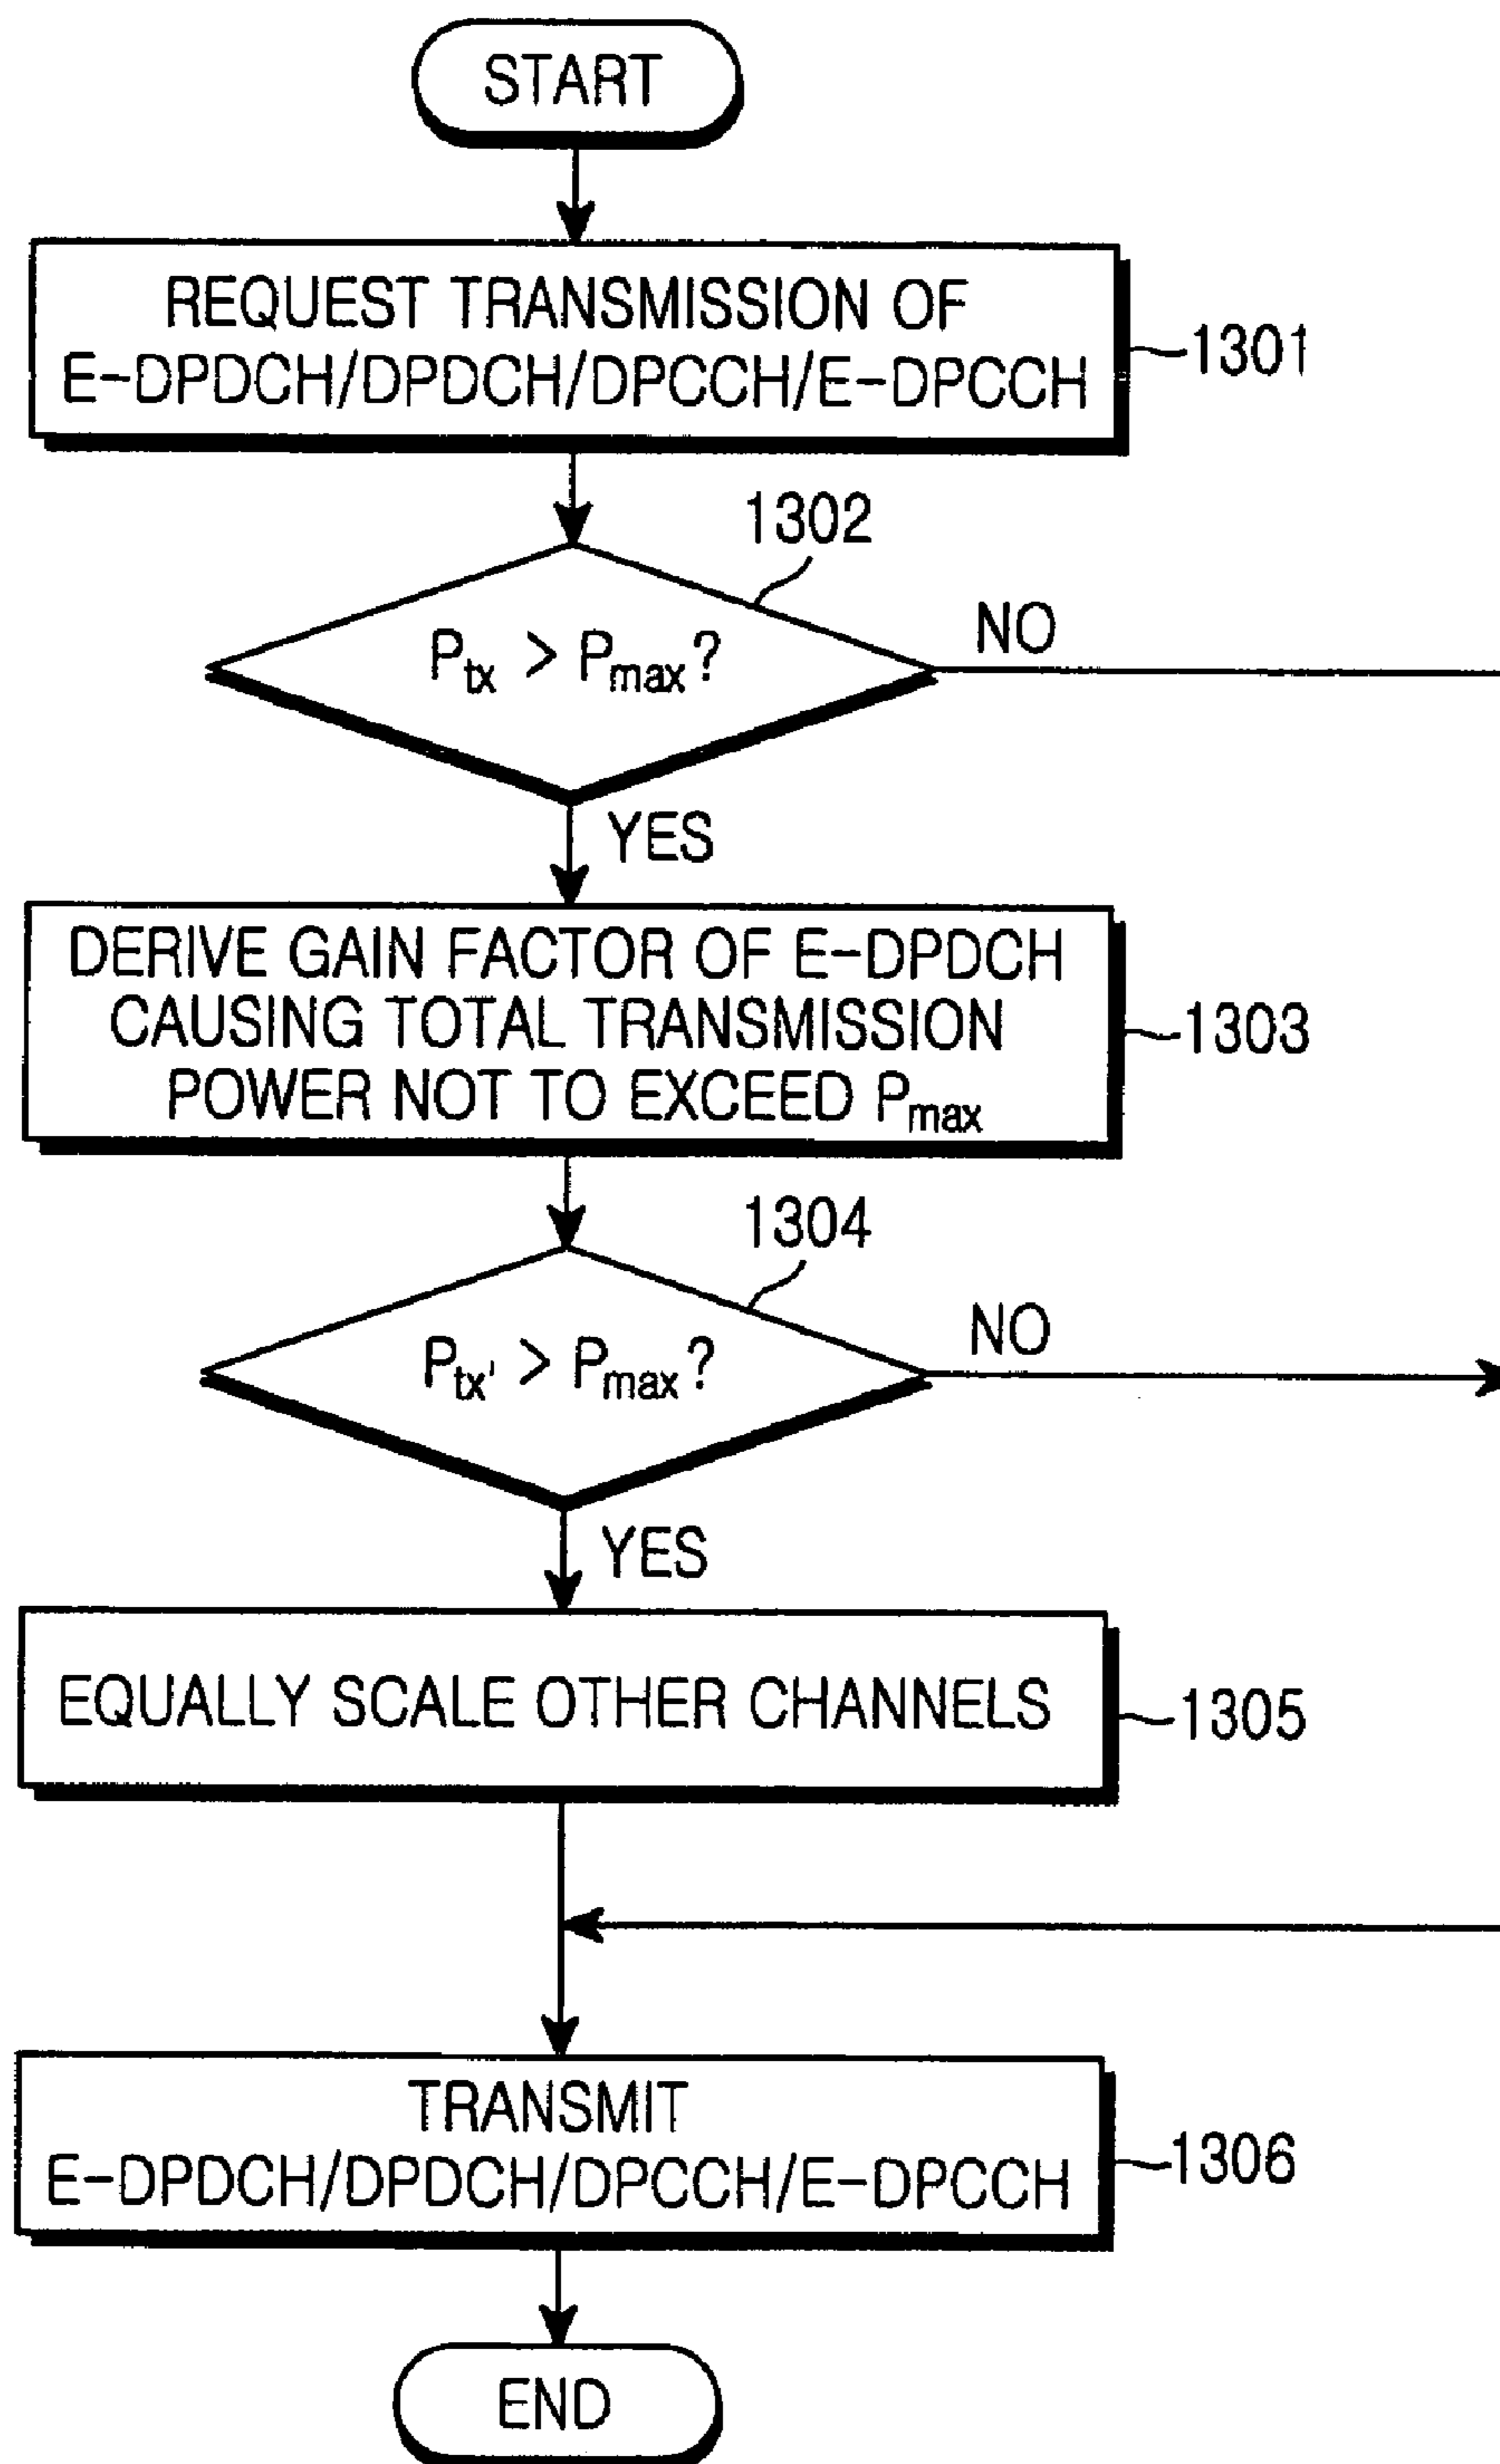 START
REQUEST TRANSMISSION OF
E-DPDCH/DPDCH/DPCCH/E-DPCCH
1301
1302
Ptx > Pmax?
NO
YES
DERIVE GAIN FACTOR OF E-DPDCH
CAUSING TOTAL TRANSMISSION
POWER NOT TO EXCEED Pmax
1303
1304
Ptx' > Pmax?
NO
YES
EQUALLY SCALE OTHER CHANNELS
1305
TRANSMIT
E-DPDCH/DPDCH/DPCCH/E-DPCCH
1306
END